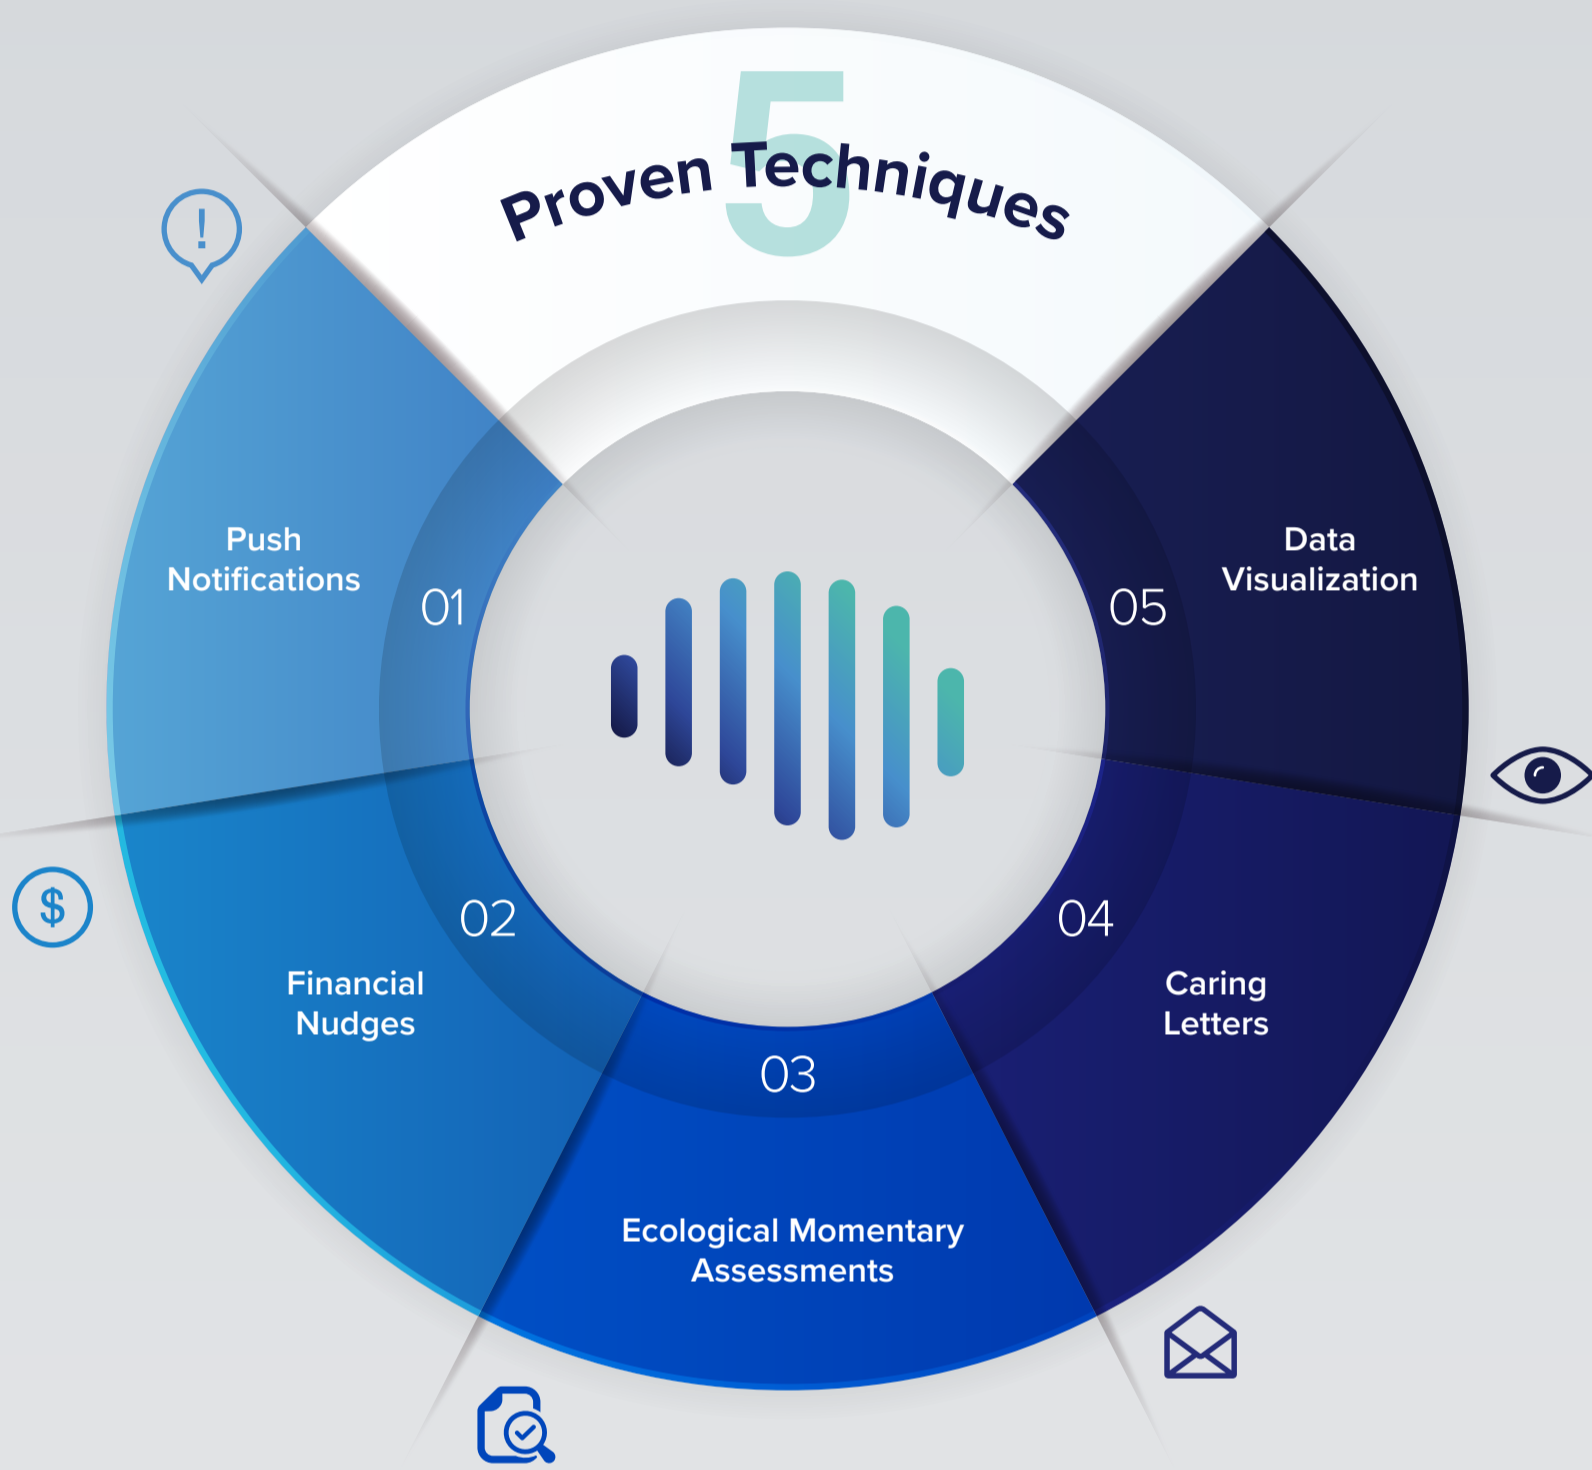 5
Proven Techniques
Push
Notifications
01
Financial
Nudges
02
03
Ecological Momentary
Assessments
04
Caring
Letters
05
Data
Visualization
!
$